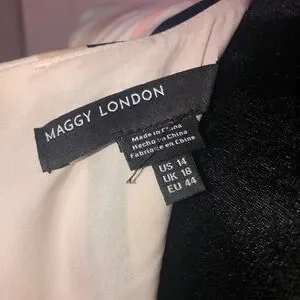 MAGGY LONDON
Made in China
Hecho en China
Fabriqué en Chine
US 14
UK 18
EU 44